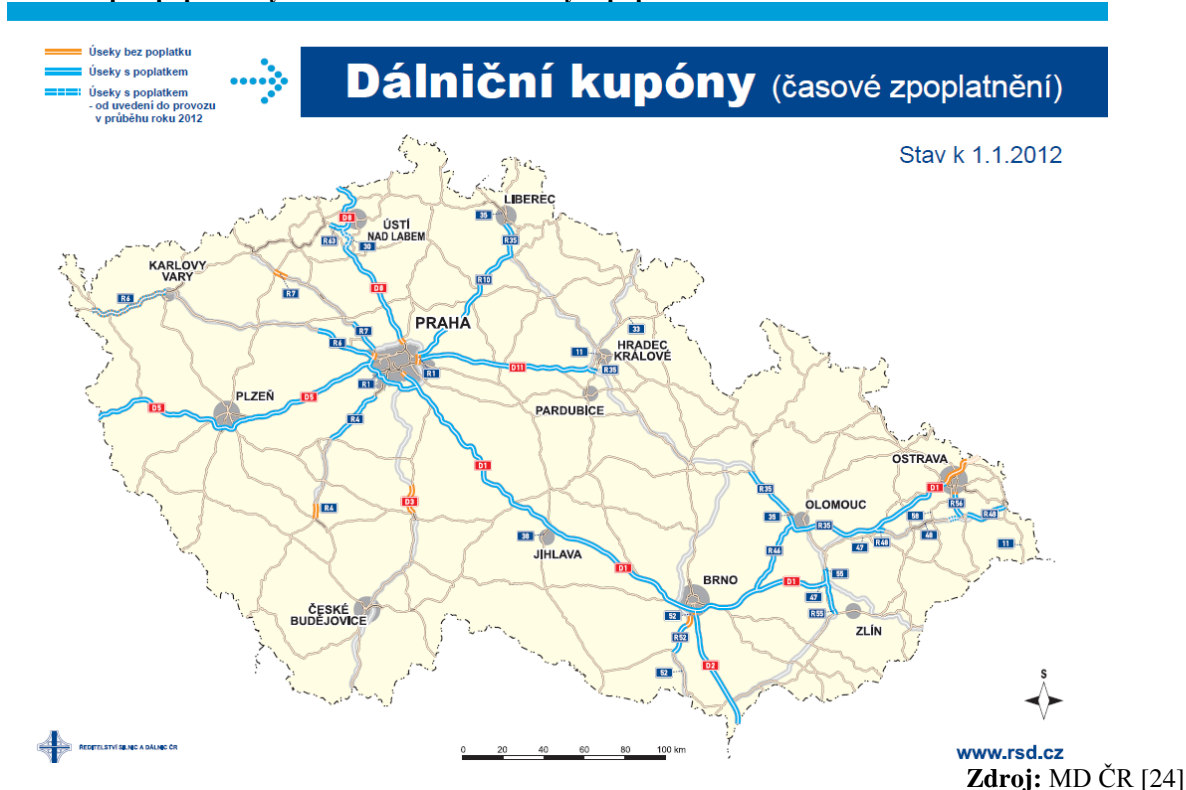 Úseky bez poplatku
Úseky s poplatkem
Úseky s poplatkem
- od uvedení do provozu
v průběhu roku 2012
Dálniční kupóny (časové zpoplatnění)
Stav k 1.1.2012
LIBEREC
35
D8
ÚSTÍ
NAD LABEM
R63
30
R35
KARLOVY
VARY
R10
R7
D8
R6
PRAHA
R7
33
R6
11
HRADEC
KRÁLOVÉ
D11
R35
R1
R1
PLZEŇ
D5
D5
PARDUBICE
R4
D1
OSTRAVA
R35
D1
D3
R4
R56
OLOMOUC
R48
35
R35
58
38
JIHLAVA
47
R48
48
11
R46
D1
BRNO
D1
55
47
ČESKÉ
BUDĚJOVICE
52
R55
ZLÍN
R52
52
D2
S
ŘEDITELSTVÍ SILNIC A DÁLNIC ČR
0 20 40 60 80 100 km
www.rsd.cz
Zdroj: MD ČR [24]